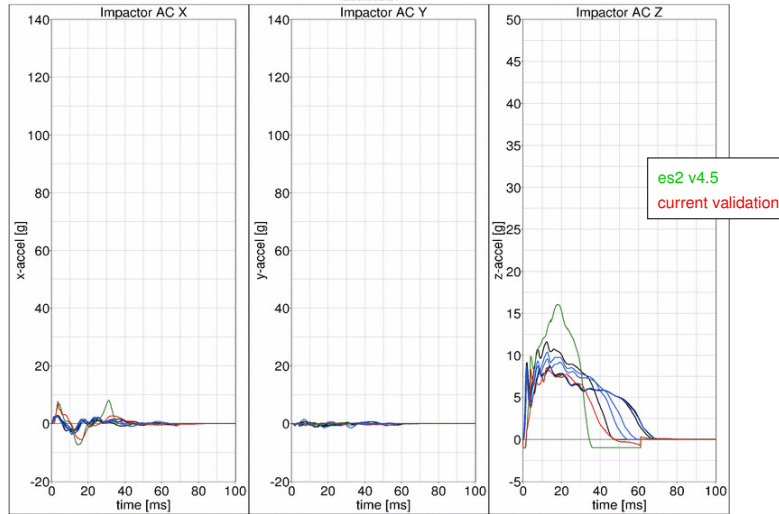 Impactor AC X
Impactor AC Y
Impactor AC Z
x-accel [g]
140
120
100
80
60
40
20
0
-20
0 20 40 60 80 100
time [ms]
y-accel [g]
140
120
100
80
60
40
20
0
-20
0 20 40 60 80 100
time [ms]
z-accel [g]
50
45
40
35
30
25
20
15
10
5
0
-5
0 20 40 60 80 100
time [ms]
es2 v4.5
current validation